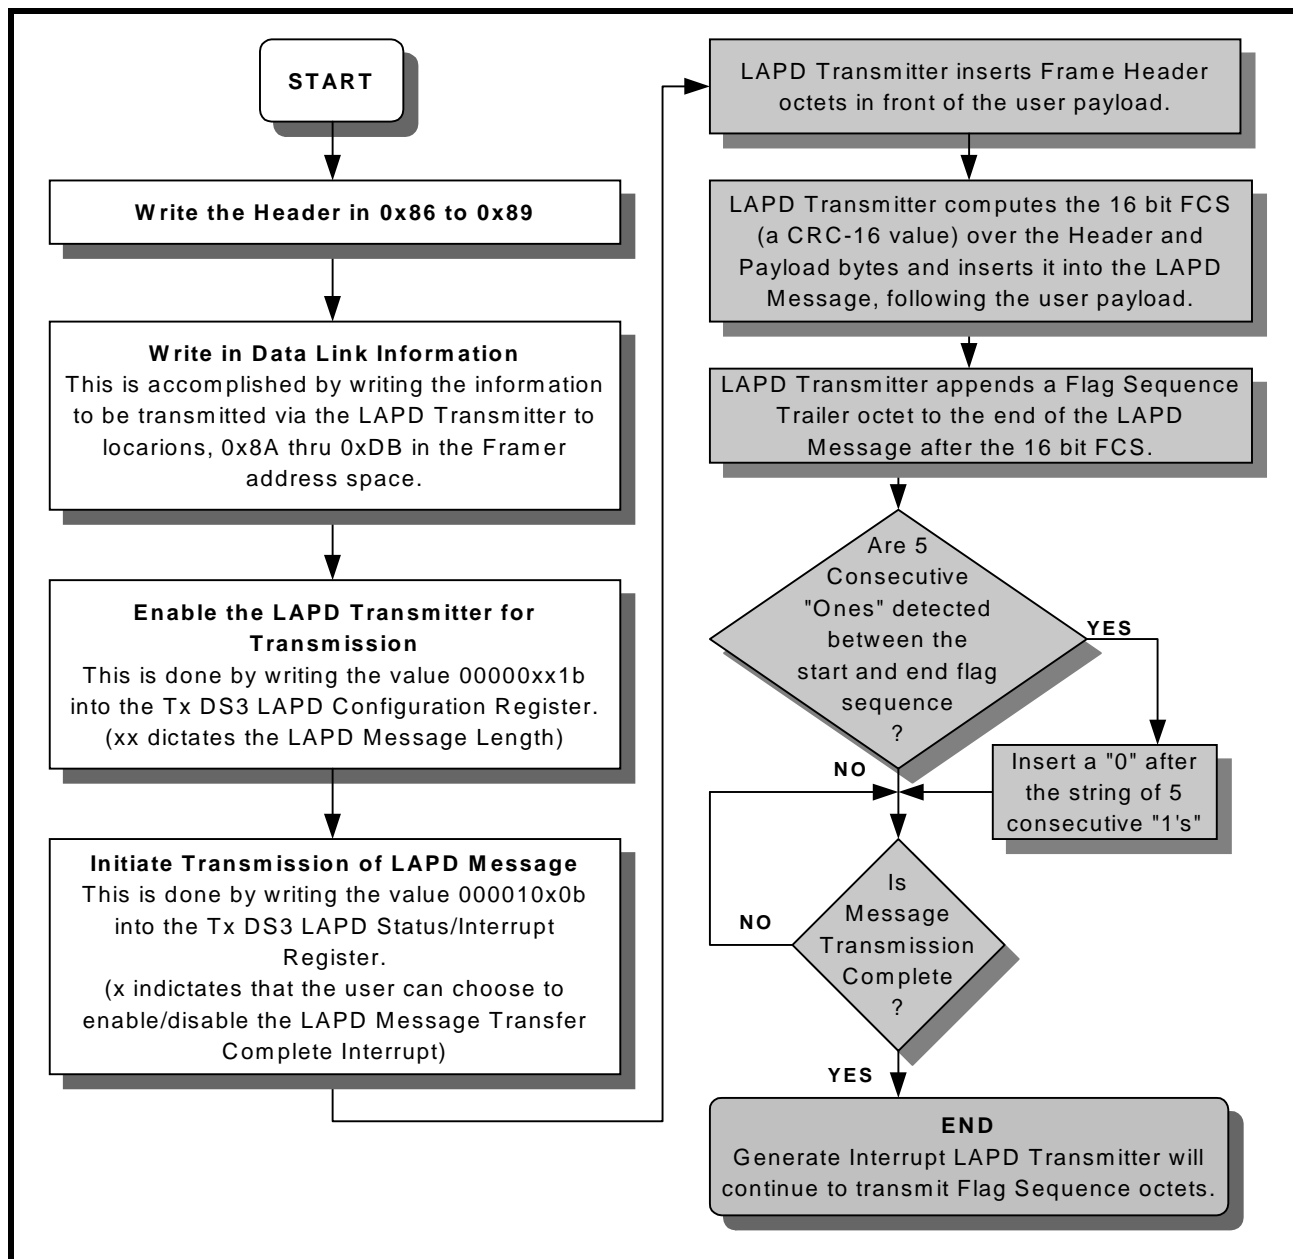 START
Write the Header in 0x86 to 0x89
Write in Data Link Information
This is accomplished by writing the information
to be transmitted via the LAPD Transmitter to
locarions, 0x8A thru 0xDB in the Framer
address space.
Enable the LAPD Transmitter for
Transmission
This is done by writing the value 00000xx1b
into the Tx DS3 LAPD Configuration Register.
(xx dictates the LAPD Message Length)
Initiate Transmission of LAPD Message
This is done by writing the value 000010x0b
into the Tx DS3 LAPD Status/Interrupt
Register.
(x indictates that the user can choose to
enable/disable the LAPD Message Transfer
Complete Interrupt)
LAPD Transmitter inserts Frame Header
octets in front of the user payload.
LAPD Transmitter computes the 16 bit FCS
(a CRC-16 value) over the Header and
Payload bytes and inserts it into the LAPD
Message, following the user payload.
LAPD Transmitter appends a Flag Sequence
Trailer octet to the end of the LAPD
Message after the 16 bit FCS.
Are 5
Consecutive
"Ones" detected
between the
start and end flag
sequence
?
YES
NO
Insert a "0" after
the string of 5
consecutive "1's"
Is
Message
Transmission
Complete
?
NO
YES
END
Generate Interrupt LAPD Transmitter will
continue to transmit Flag Sequence octets.